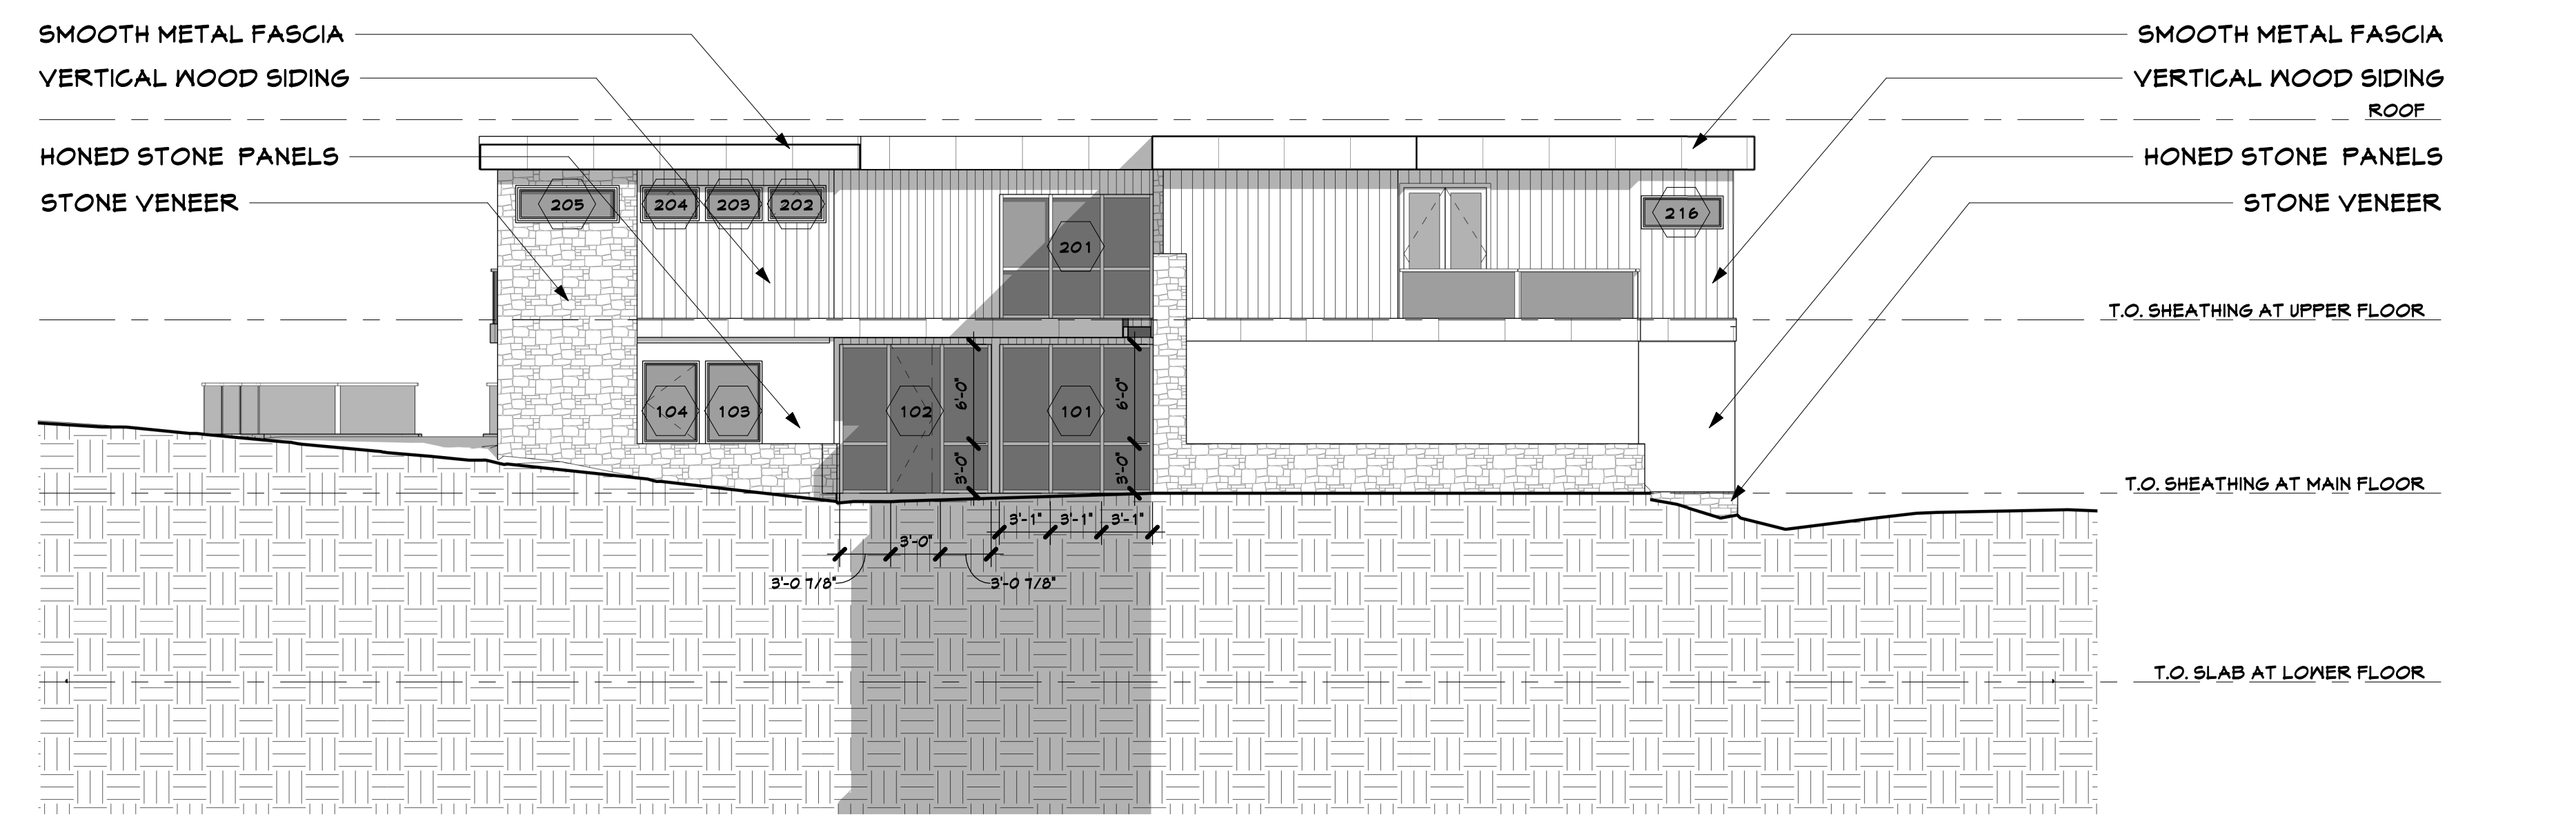 SMOOTH METAL FASCIA
SMOOTH METAL FASCIA
VERTICAL WOOD SIDING
VERTICAL WOOD SIDING
ROOF
HONED STONE PANELS
HONED STONE PANELS
STONE VENEER
STONE VENEER
205
204
203
202
216
201
T.O. SHEATHING AT UPPER FLOOR
104
103
102
6'-0"
101
6'-0"
3'-0"
3'-0"
T.O. SHEATHING AT MAIN FLOOR
3'-1"
3'-1"
3'-1"
3'-0"
3'-0 7/8"
3'-0 7/8"
T.O. SLAB AT LOWER FLOOR